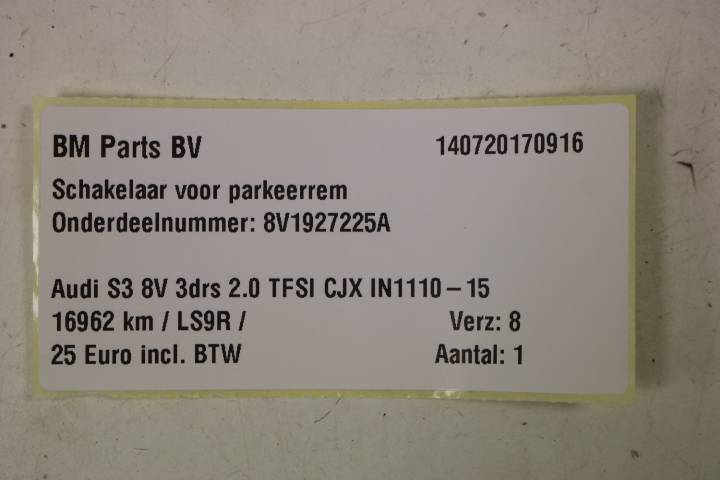 BM Parts BV 140720170916
Schakelaar voor parkeerrem
Onderdeelnummer: 8V1927225A
Audi S3 8V 3drs 2.0 TFSI CJX IN1110 – 15
16962 km / LS9R / Verz: 8
25 Euro incl. BTW Aantal: 1